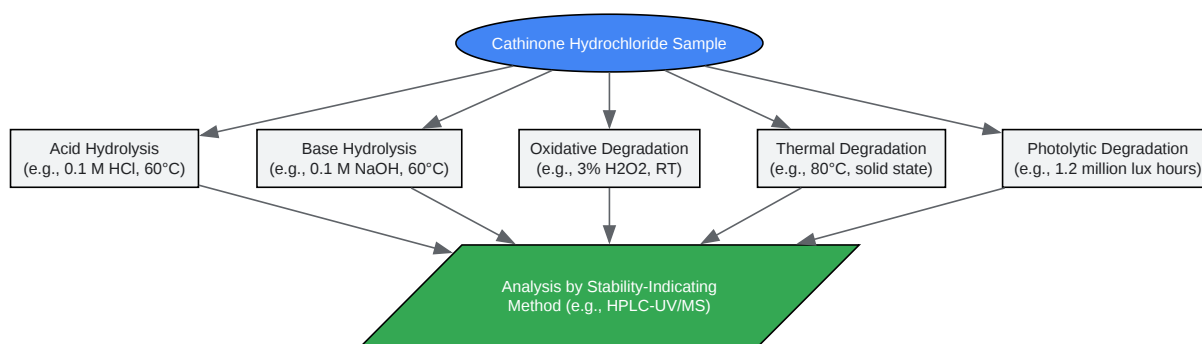 Cathinone Hydrochloride Sample
Acid Hydrolysis
(e.g., 0.1 M HCl, 60°C)
Base Hydrolysis
(e.g., 0.1 M NaOH, 60°C)
Oxidative Degradation
(e.g., 3% H2O2, RT)
Thermal Degradation
(e.g., 80°C, solid state)
Photolytic Degradation
(e.g., 1.2 million lux hours)
Analysis by Stability-Indicating
Method (e.g., HPLC-UV/MS)